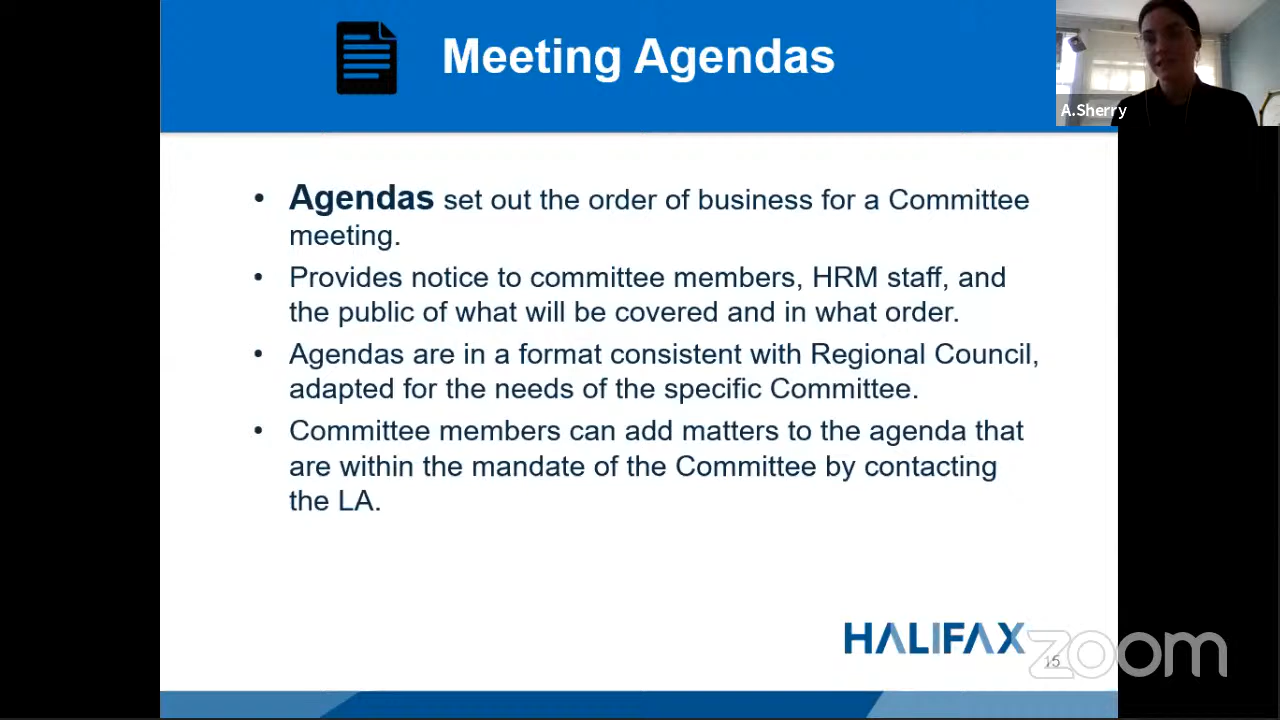 Meeting Agendas
A.Sherry
• Agendas set out the order of business for a Committee
meeting.
• Provides notice to committee members, HRM staff, and
the public of what will be covered and in what order.
• Agendas are in a format consistent with Regional Council,
adapted for the needs of the specific Committee.
• Committee members can add matters to the agenda that
are within the mandate of the Committee by contacting
the LA.
HALIFAX
15
zoom